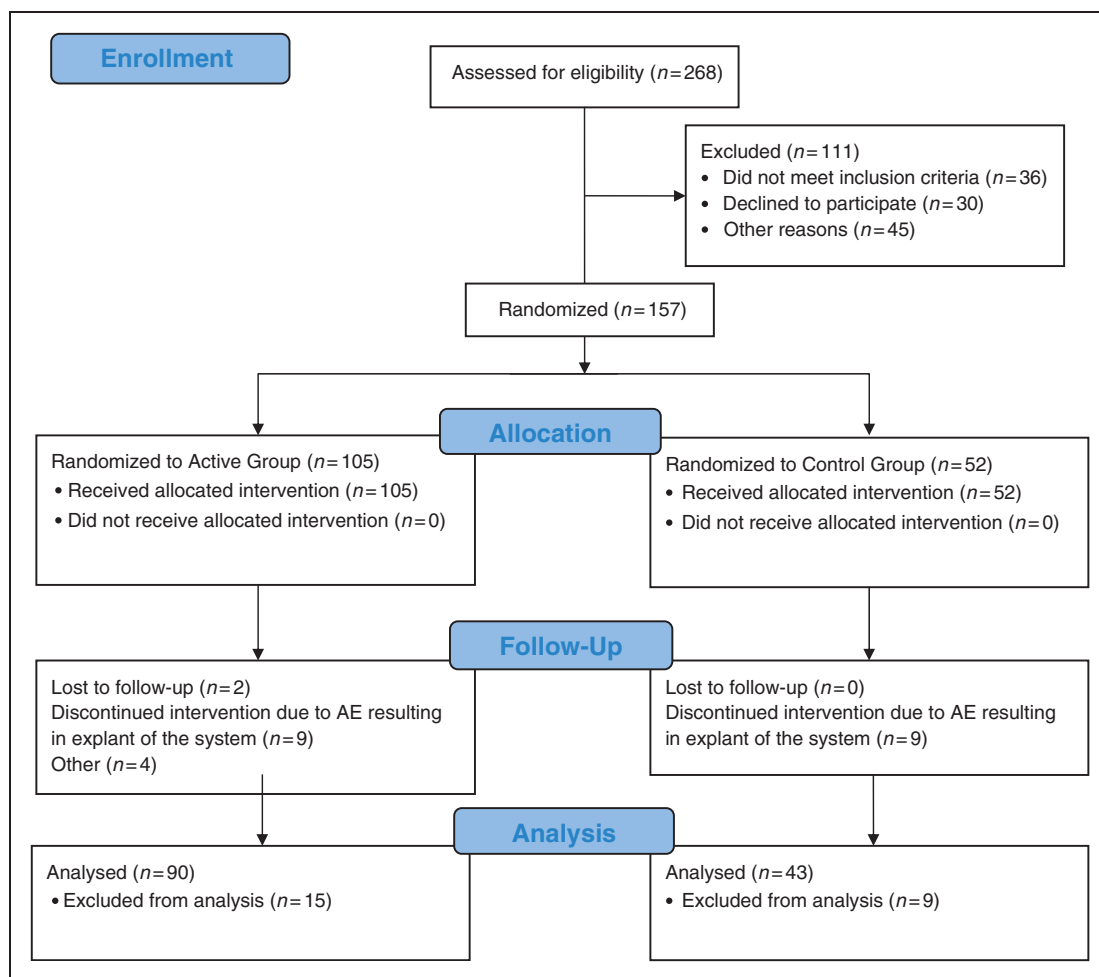 Enrollment
Assessed for eligibility (n=268)
Excluded (n=111)
• Did not meet inclusion criteria (n=36)
• Declined to participate (n=30)
• Other reasons (n=45)
Randomized (n=157)
Allocation
Randomized to Active Group (n=105)
• Received allocated intervention (n=105)
• Did not receive allocated intervention (n=0)
Randomized to Control Group (n=52)
• Received allocated intervention (n=52)
• Did not receive allocated intervention (n=0)
Follow-Up
Lost to follow-up (n=2)
Discontinued intervention due to AE resulting
in explant of the system (n=9)
Other (n=4)
Lost to follow-up (n=0)
Discontinued intervention due to AE resulting
in explant of the system (n=9)
Analysis
Analysed (n=90)
• Excluded from analysis (n=15)
Analysed (n=43)
• Excluded from analysis (n=9)